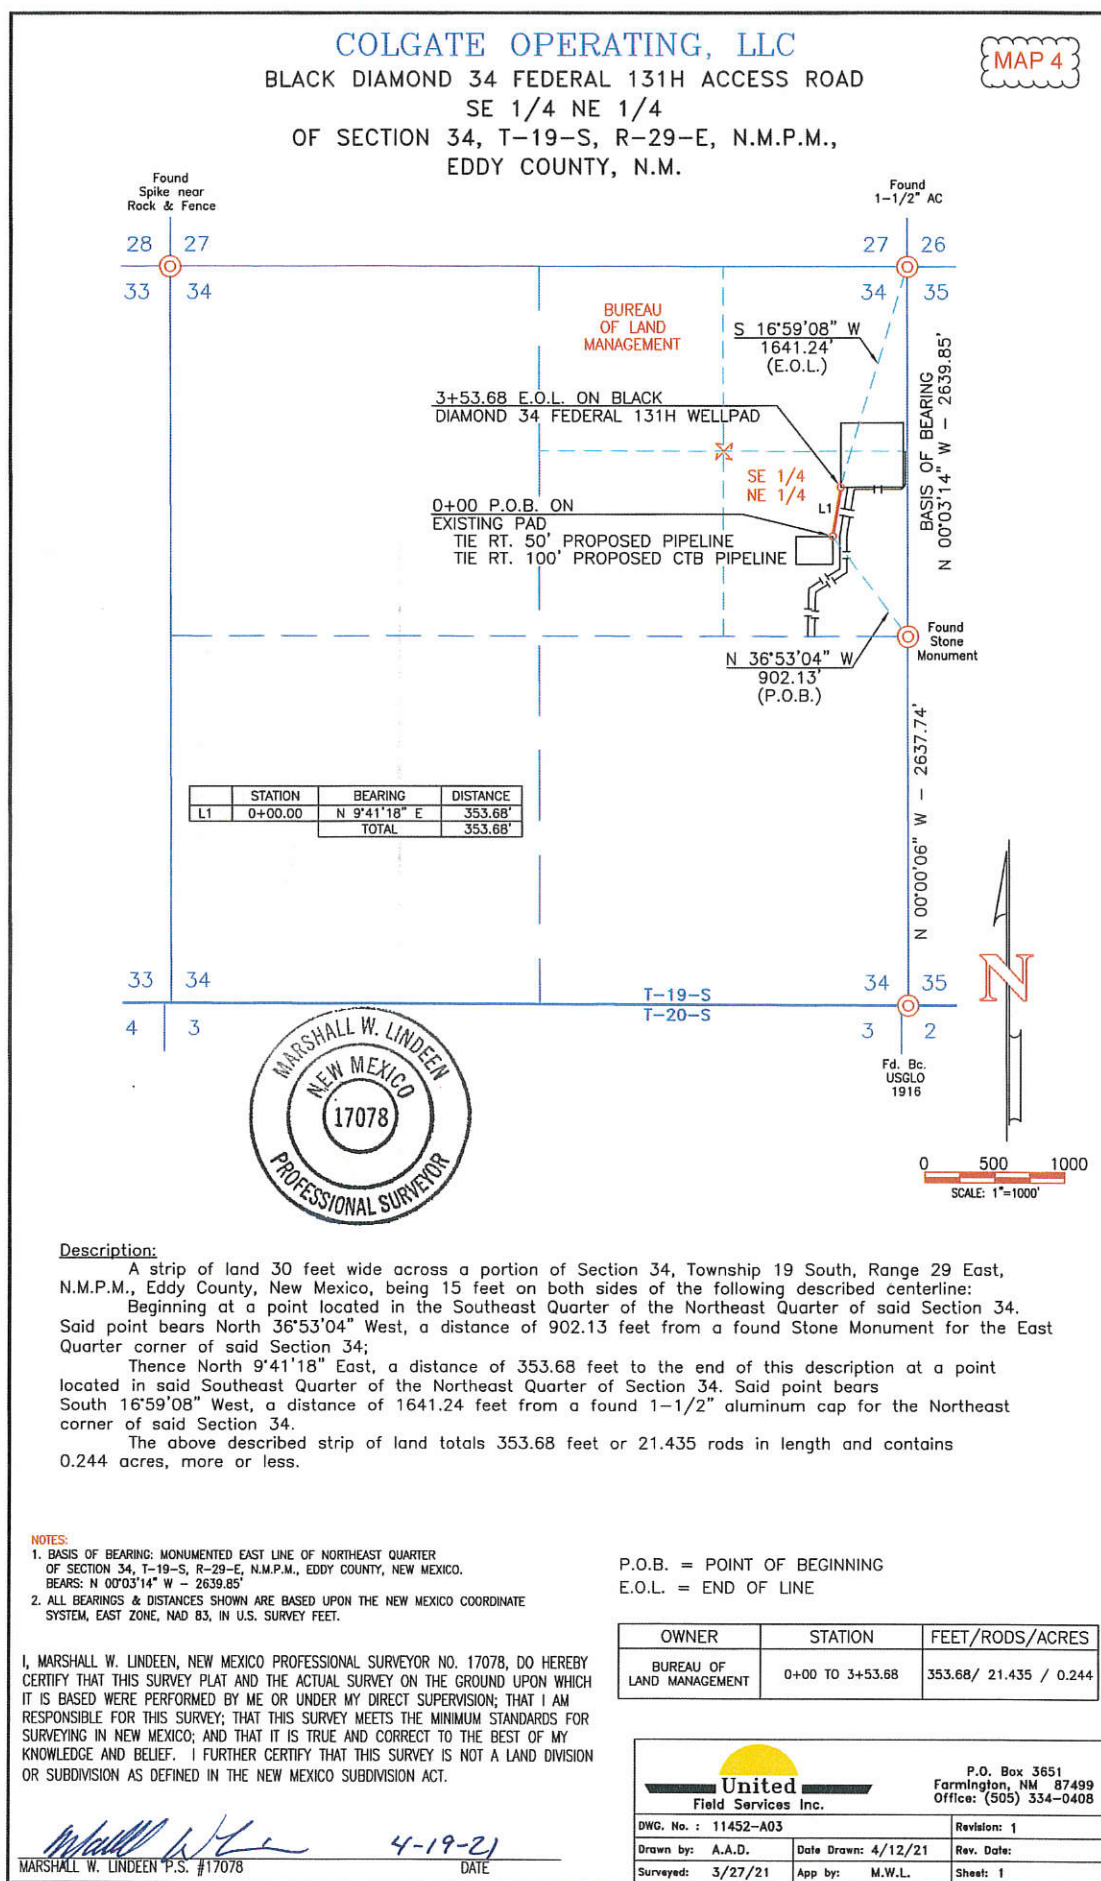 COLGATE OPERATING, LLC
MAP 4
BLACK DIAMOND 34 FEDERAL 131H ACCESS ROAD
SE 1/4 NE 1/4
OF SECTION 34, T-19-S, R-29-E, N.M.P.M.,
EDDY COUNTY, N.M.
Found
Spike near
Rock & Fence
Found
1-1/2" AC
28 27
27 26
33 34
34 35
BUREAU
OF LAND
MANAGEMENT
S 16°59'08" W
1641.24'
(E.O.L.)
BASIS OF BEARING
N 00°03'14" W - 2639.85'
3+53.68 E.O.L. ON BLACK
DIAMOND 34 FEDERAL 131H WELLPAD
SE 1/4
NE 1/4
L1
0+00 P.O.B. ON
EXISTING PAD
TIE RT. 50' PROPOSED PIPELINE
TIE RT. 100' PROPOSED CTB PIPELINE
Found
Stone
Monument
N 36°53'04" W
902.13'
(P.O.B.)
N 00°00'06" W - 2637.74'
STATION BEARING DISTANCE
L1 0+00.00 N 9°41'18" E 353.68'
TOTAL 353.68'
N
33 34
34 35
T-19-S
T-20-S
4 3
3 2
Fd. Bc.
USGLO
1916
MARSHALL W. LINDEEN
NEW MEXICO
17078
PROFESSIONAL SURVEYOR
0 500 1000
SCALE: 1"=1000'
Description:
A strip of land 30 feet wide across a portion of Section 34, Township 19 South, Range 29 East,
N.M.P.M., Eddy County, New Mexico, being 15 feet on both sides of the following described centerline:
Beginning at a point located in the Southeast Quarter of the Northeast Quarter of said Section 34.
Said point bears North 36°53'04" West, a distance of 902.13 feet from a found Stone Monument for the East
Quarter corner of said Section 34;
Thence North 9°41'18" East, a distance of 353.68 feet to the end of this description at a point
located in said Southeast Quarter of the Northeast Quarter of Section 34. Said point bears
South 16°59'08" West, a distance of 1641.24 feet from a found 1-1/2" aluminum cap for the Northeast
corner of said Section 34.
The above described strip of land totals 353.68 feet or 21.435 rods in length and contains
0.244 acres, more or less.
NOTES:
1. BASIS OF BEARING: MONUMENTED EAST LINE OF NORTHEAST QUARTER
OF SECTION 34, T-19-S, R-29-E, N.M.P.M., EDDY COUNTY, NEW MEXICO.
BEARS: N 00°03'14" W - 2639.85'
2. ALL BEARINGS & DISTANCES SHOWN ARE BASED UPON THE NEW MEXICO COORDINATE
SYSTEM, EAST ZONE, NAD 83, IN U.S. SURVEY FEET.
P.O.B. = POINT OF BEGINNING
E.O.L. = END OF LINE
OWNER STATION FEET/RODS/ACRES
BUREAU OF
LAND MANAGEMENT 0+00 TO 3+53.68 353.68/ 21.435 / 0.244
I, MARSHALL W. LINDEEN, NEW MEXICO PROFESSIONAL SURVEYOR NO. 17078, DO HEREBY
CERTIFY THAT THIS SURVEY PLAT AND THE ACTUAL SURVEY ON THE GROUND UPON WHICH
IT IS BASED WERE PERFORMED BY ME OR UNDER MY DIRECT SUPERVISION; THAT I AM
RESPONSIBLE FOR THIS SURVEY; THAT THIS SURVEY MEETS THE MINIMUM STANDARDS FOR
SURVEYING IN NEW MEXICO; AND THAT IT IS TRUE AND CORRECT TO THE BEST OF MY
KNOWLEDGE AND BELIEF. I FURTHER CERTIFY THAT THIS SURVEY IS NOT A LAND DIVISION
OR SUBDIVISION AS DEFINED IN THE NEW MEXICO SUBDIVISION ACT.
4-19-21
MARSHALL W. LINDEEN P.S. #17078 DATE
United
Field Services Inc.
P.O. Box 3651
Farmington, NM 87499
Office: (505) 334-0408
DWG. No. : 11452-A03 Revision: 1
Drawn by: A.A.D. Date Drawn: 4/12/21 Rev. Date:
Surveyed: 3/27/21 App by: M.W.L. Sheet: 1